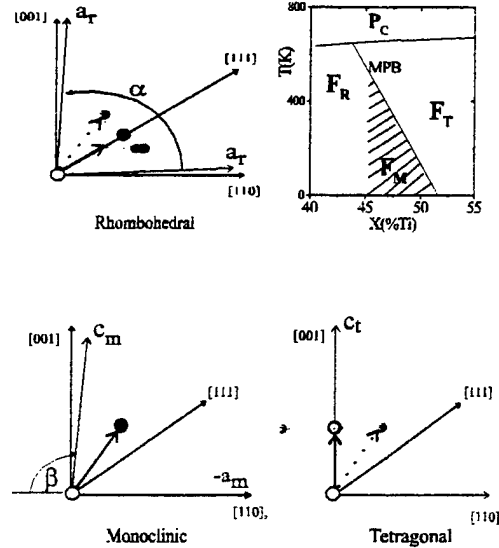 [001]
a_r
[111]
α
a_r
[110]
Rhombohedral
800
P_C
MPB
T(K)
F_R
400
F_T
F_M
0
40
45
50
55
X(%Ti)
[001]
c_m
[111]
β
-a_m
[110],
Monoclinic
[001]
c_t
[111]
[110]
Tetragonal